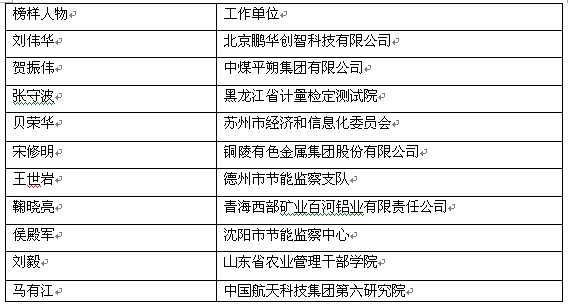 榜样人物 工作单位
刘伟华 北京鹏华创智科技有限公司
贺振伟 中煤平朔集团有限公司
张守波 黑龙江省计量检定测试院
贝荣华 苏州市经济和信息化委员会
宋修明 铜陵有色金属集团股份有限公司
王世岩 德州市节能监察支队
鞠晓亮 青海西部矿业百河铝业有限责任公司
侯殿军 沈阳市节能监察中心
刘毅 山东省农业管理干部学院
马有江 中国航天科技集团第六研究院